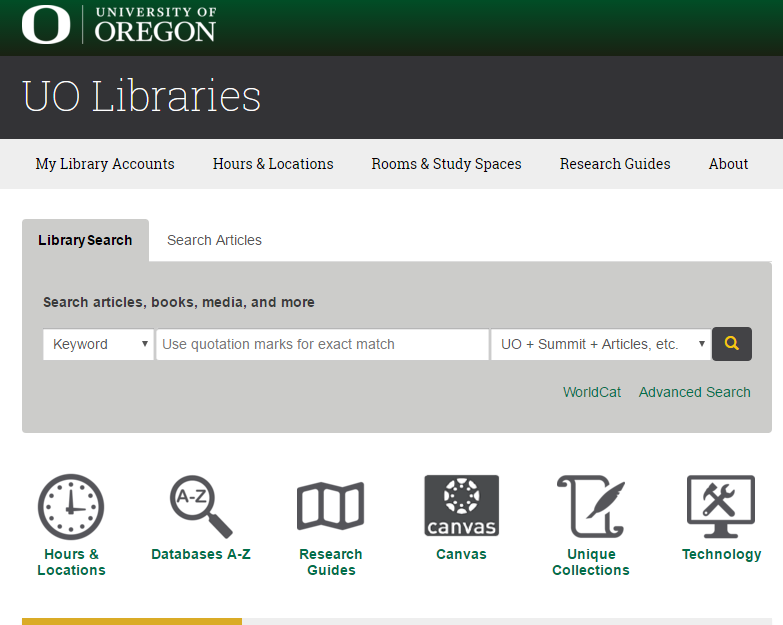 O UNIVERSITY OF
OREGON
UO Libraries
My Library Accounts Hours & Locations Rooms & Study Spaces Research Guides About
LibrarySearch Search Articles
Search articles, books, media, and more
Keyword Use quotation marks for exact match UO + Summit + Articles, etc.
WorldCat Advanced Search
A-Z
canvas
Hours & Locations
Databases A-Z
Research Guides
Canvas
Unique Collections
Technology